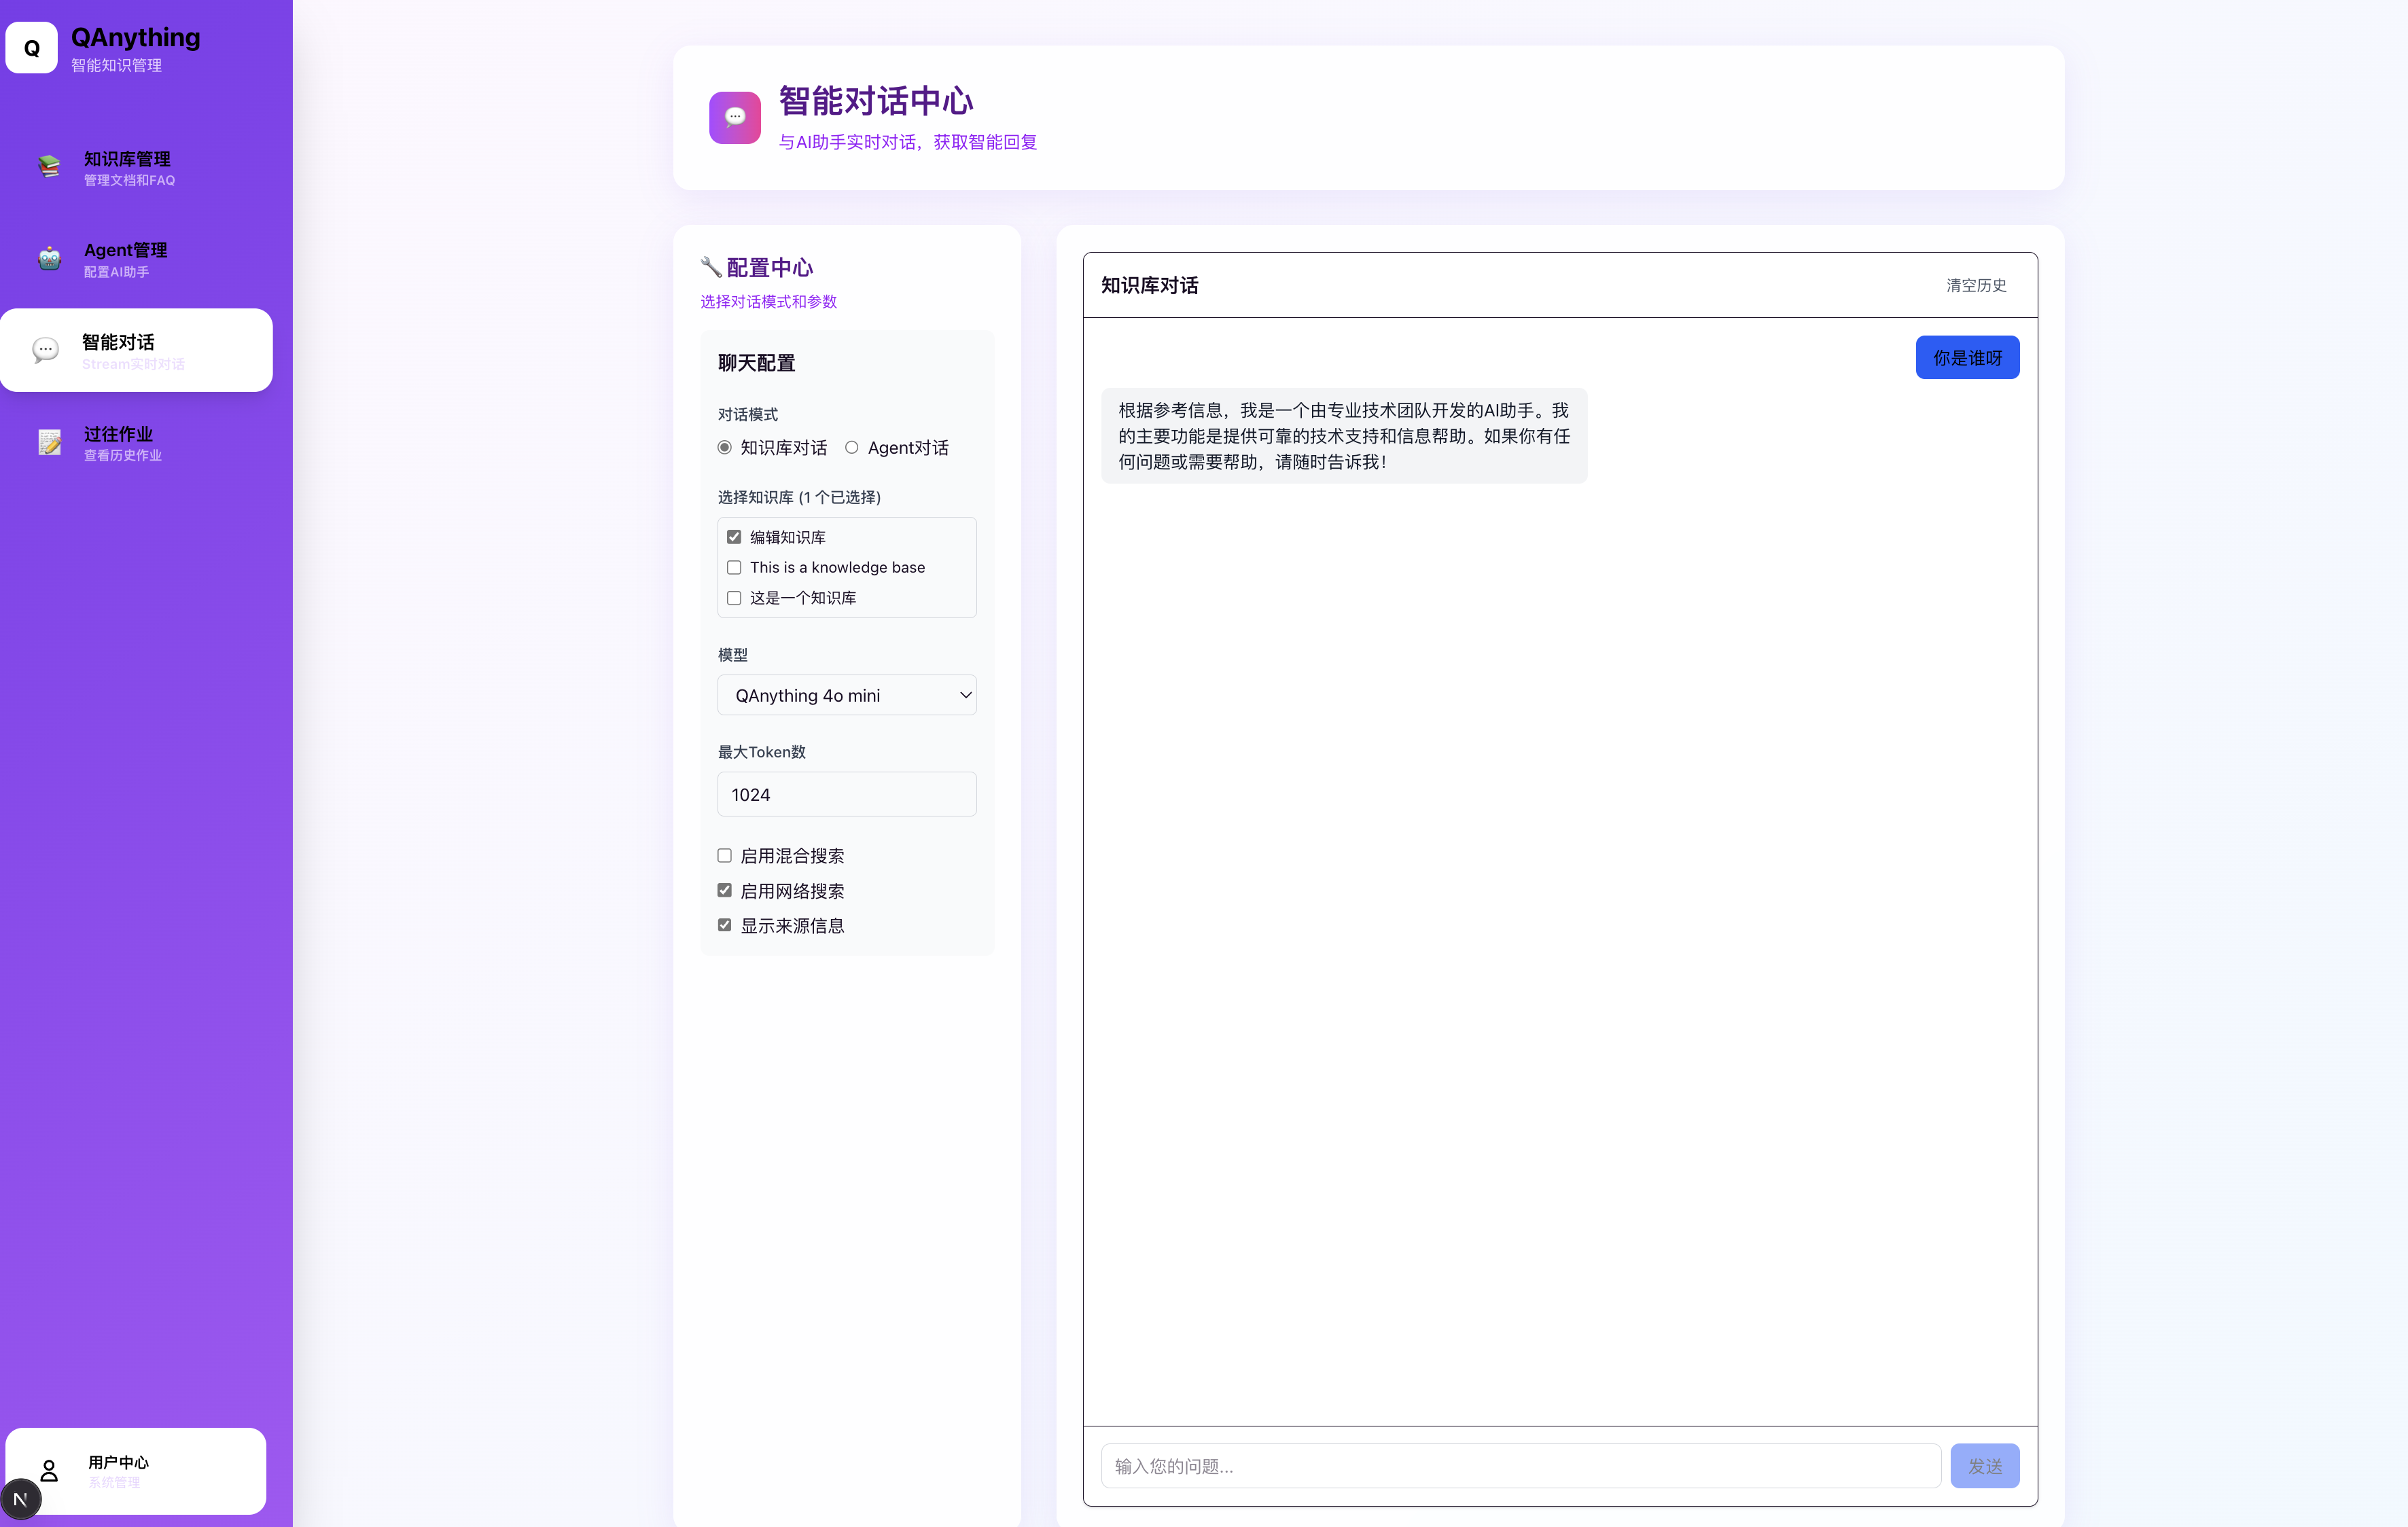 Q
QAnything
智能知识管理
知识库管理
管理文档和FAQ
Agent管理
配置AI助手
智能对话
Stream实时对话
过往作业
查看历史作业
用户中心
系统管理
N
智能对话中心
与AI助手实时对话，获取智能回复
配置中心
选择对话模式和参数
聊天配置
对话模式
知识库对话 Agent对话
选择知识库 (1 个已选择)
编辑知识库
This is a knowledge base
这是一个知识库
模型
QAnything 4o mini
最大Token数
1024
启用混合搜索
启用网络搜索
显示来源信息
知识库对话 清空历史
你是谁呀
根据参考信息，我是一个由专业技术团队开发的AI助手。我
的主要功能是提供可靠的技术支持和信息帮助。如果你有任
何问题或需要帮助，请随时告诉我！
输入您的问题... 发送